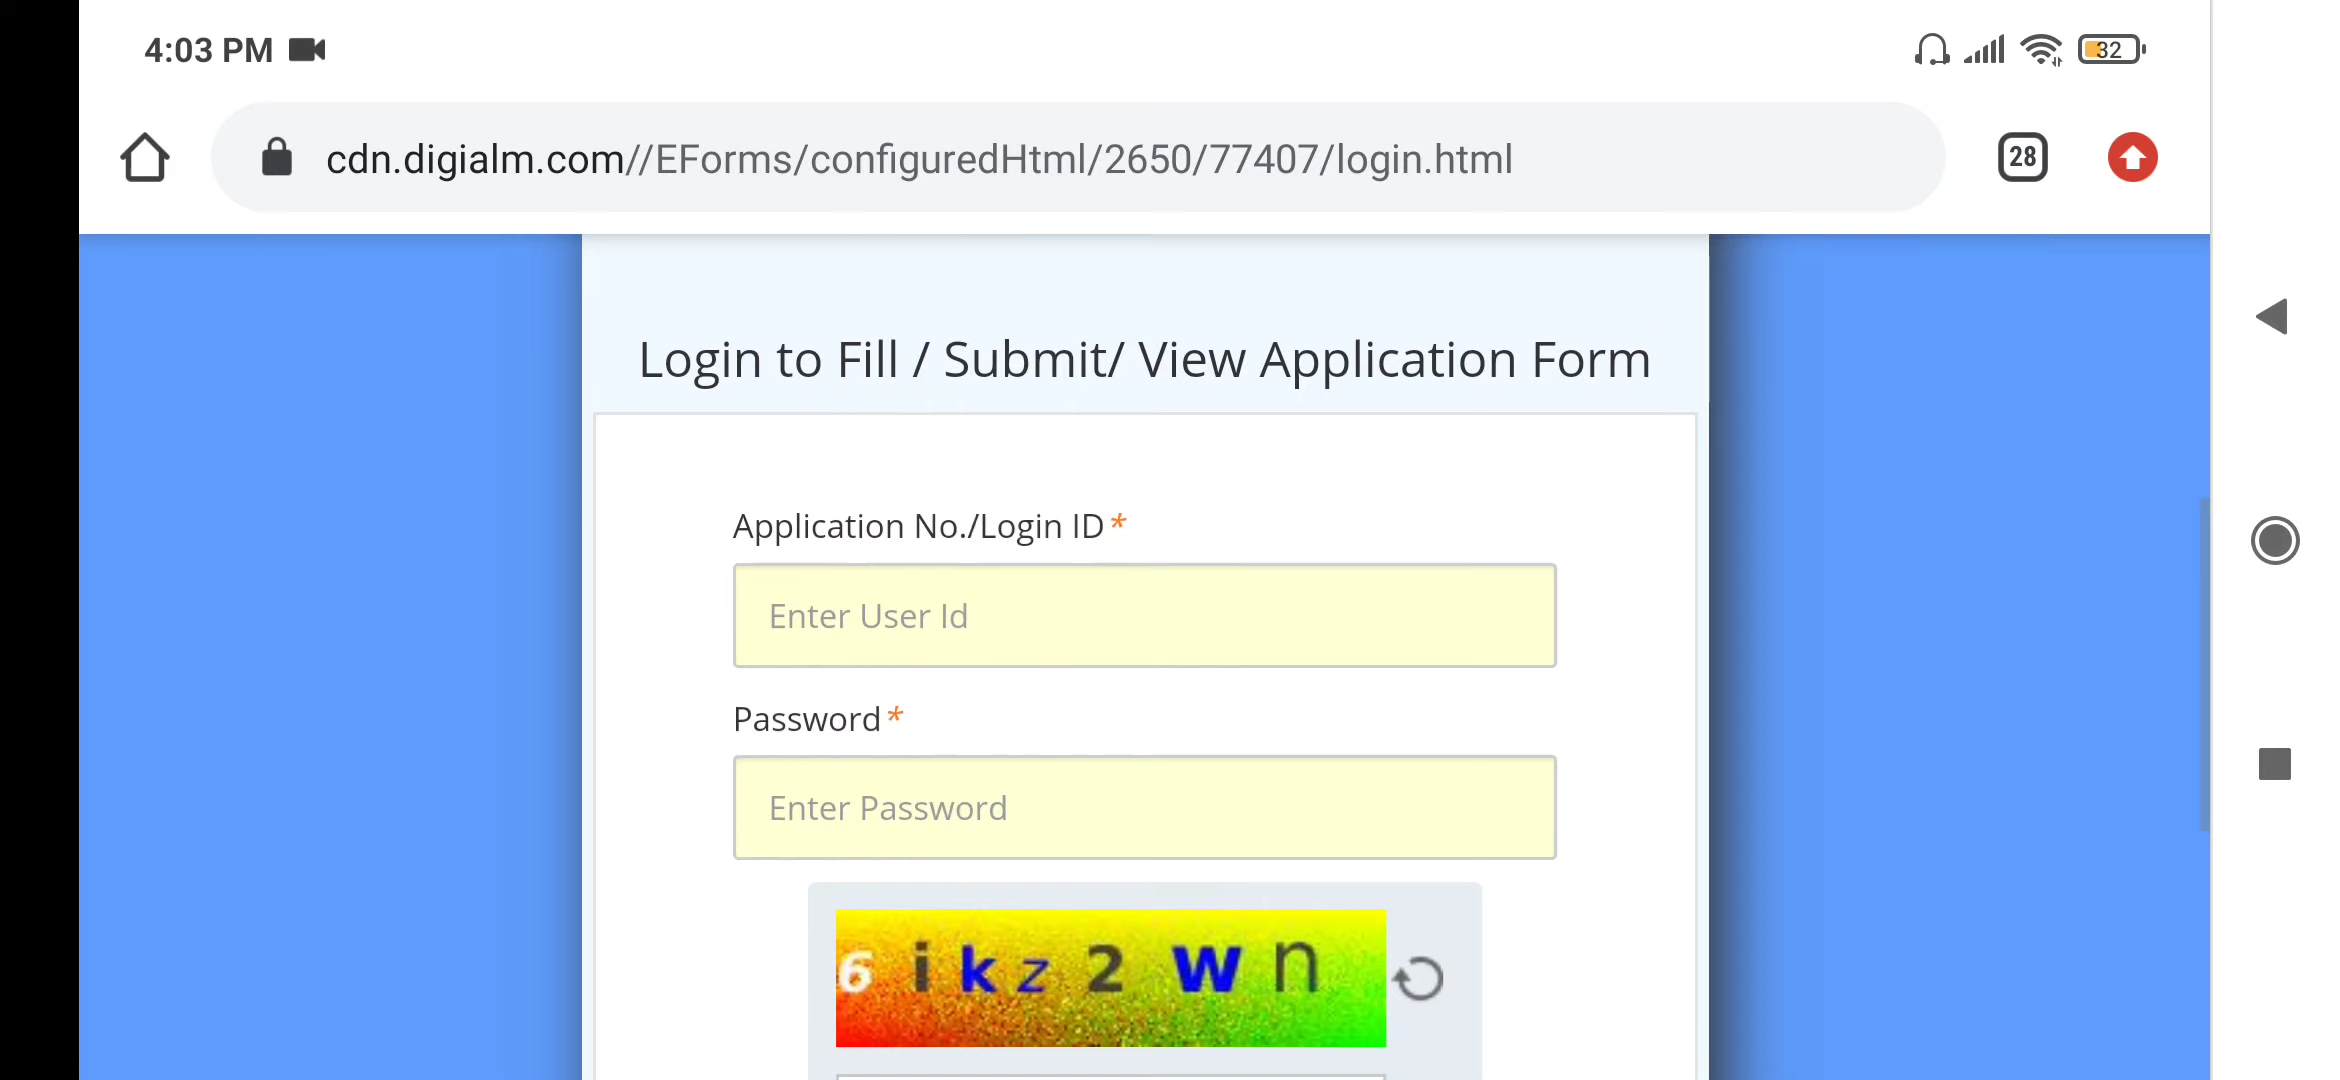 4:03 PM
32
cdn.digialm.com//EForms/configuredHtml/2650/77407/login.html
28
Login to Fill / Submit/ View Application Form
Application No./Login ID*
Enter User Id
Password*
Enter Password
6 i k z 2 w n